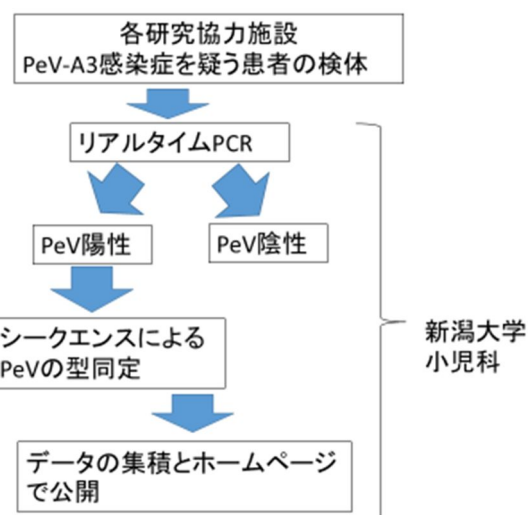 各研究協力施設
PeV-A3感染症を疑う患者の検体
リアルタイムPCR
PeV陽性
PeV陰性
シークエンスによる
PeVの型同定
新潟大学
小児科
データの集積とホームページ
で公開